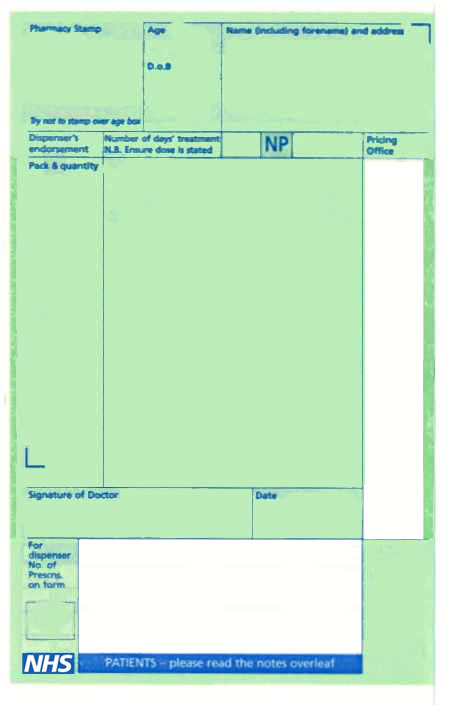 Pharmacy Stamp
Age
Name (including forename) and address
D.o.B
Try not to stamp over age box
Dispenser's
endorsement
Number of days' treatment
N.B. Ensure dose is stated
NP
Pricing
Office
Pack & quantity
Signature of Doctor
Date
For
dispenser
No. of
Prescns.
on form
NHS
PATIENTS – please read the notes overleaf